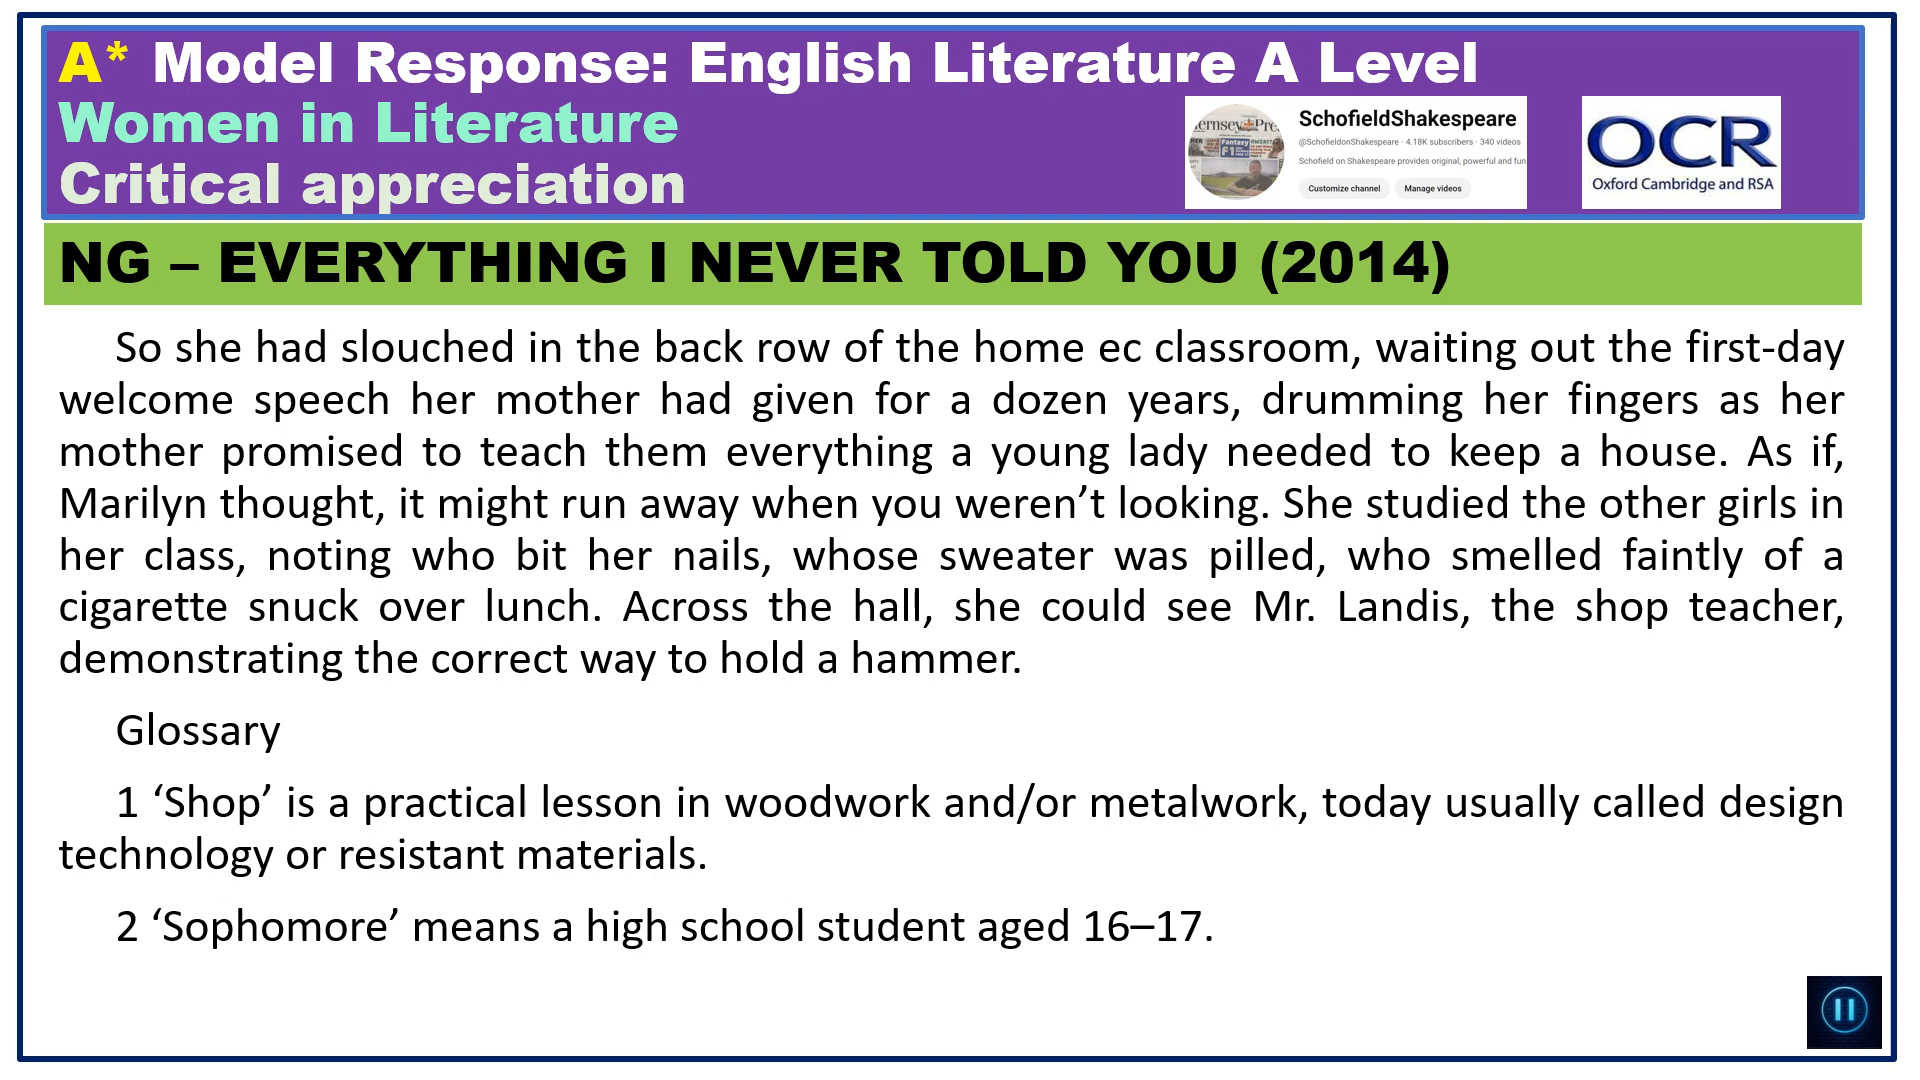 A* Model Response: English Literature A Level
Women in Literature
Critical appreciation
SchofieldShakespeare
@SchofieldonShakespeare · 4.18K subscribers · 340 videos
Schofield on Shakespeare provides original, powerful and fun
Customize channel Manage videos
OCR
Oxford Cambridge and RSA
NG – EVERYTHING I NEVER TOLD YOU (2014)
So she had slouched in the back row of the home ec classroom, waiting out the first-day
welcome speech her mother had given for a dozen years, drumming her fingers as her
mother promised to teach them everything a young lady needed to keep a house. As if,
Marilyn thought, it might run away when you weren’t looking. She studied the other girls in
her class, noting who bit her nails, whose sweater was pilled, who smelled faintly of a
cigarette snuck over lunch. Across the hall, she could see Mr. Landis, the shop teacher,
demonstrating the correct way to hold a hammer.
Glossary
1 ‘Shop’ is a practical lesson in woodwork and/or metalwork, today usually called design
technology or resistant materials.
2 ‘Sophomore’ means a high school student aged 16–17.